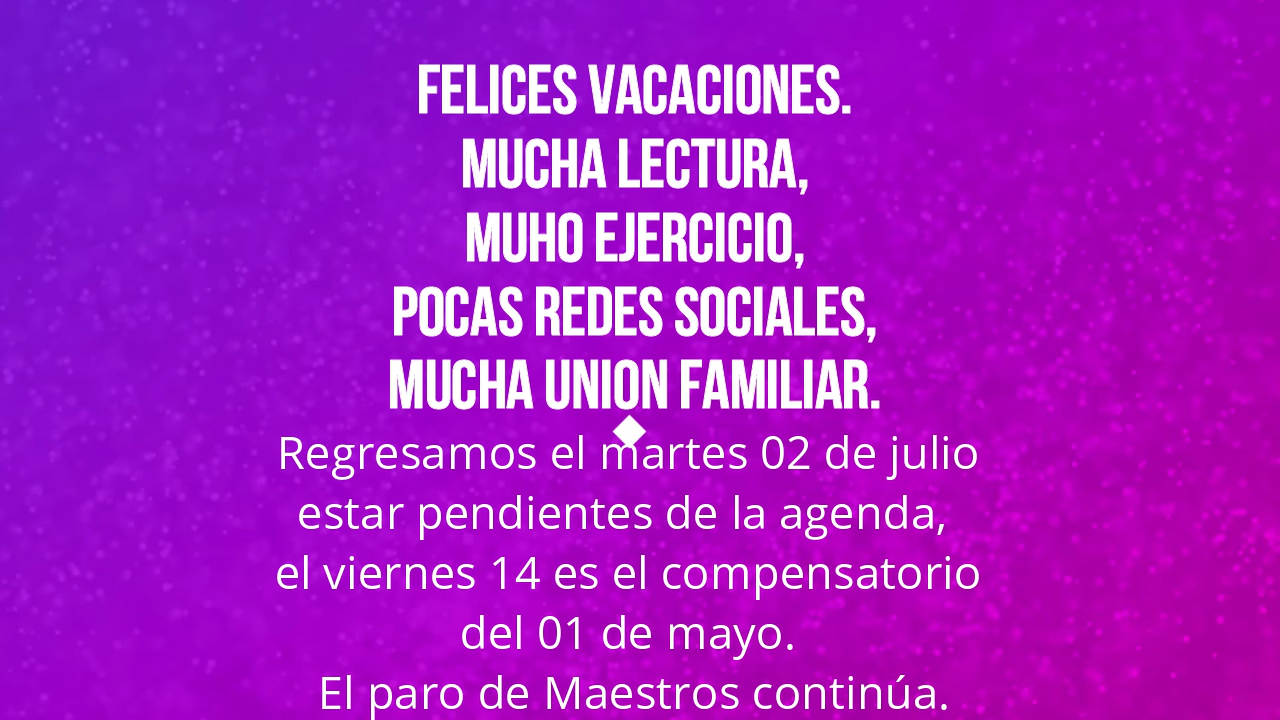 FELICES VACACIONES.
MUCHA LECTURA,
MUHO EJERCICIO,
POCAS REDES SOCIALES,
MUCHA UNION FAMILIAR.
Regresamos el martes 02 de julio
estar pendientes de la agenda,
el viernes 14 es el compensatorio
del 01 de mayo.
El paro de Maestros continúa.